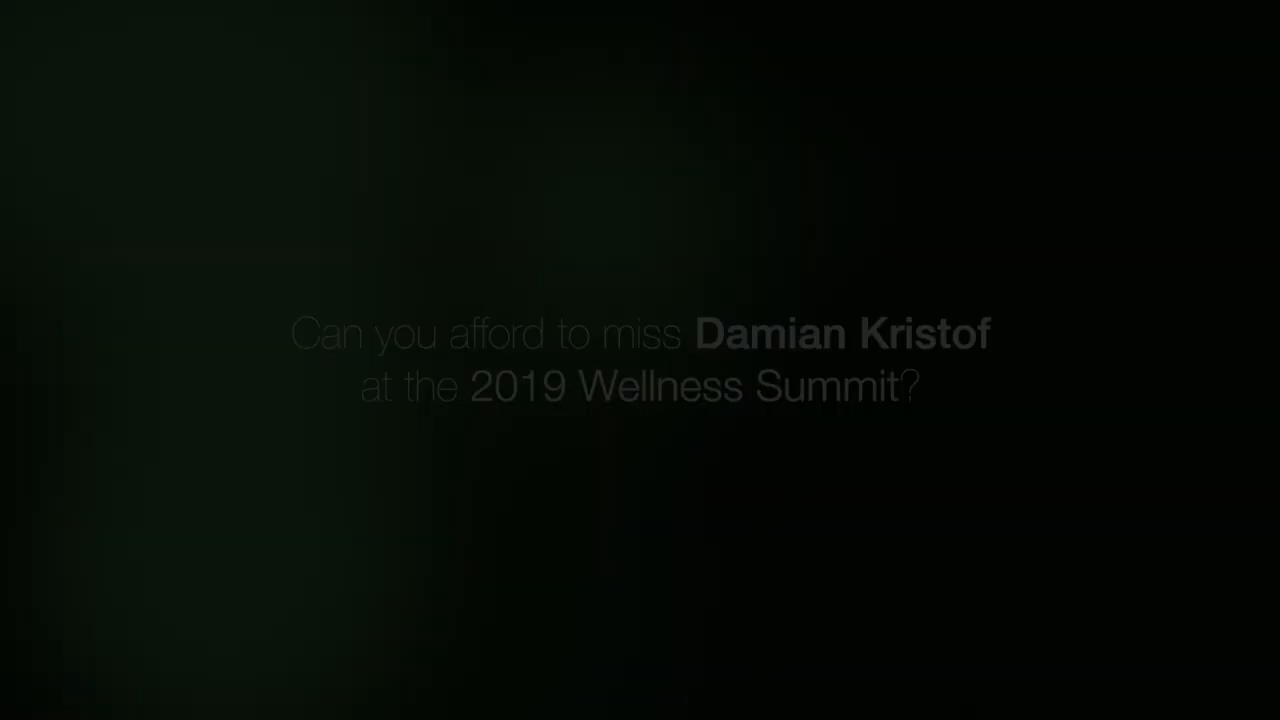 Can you afford to miss Damian Kristof
at the 2019 Wellness Summit?